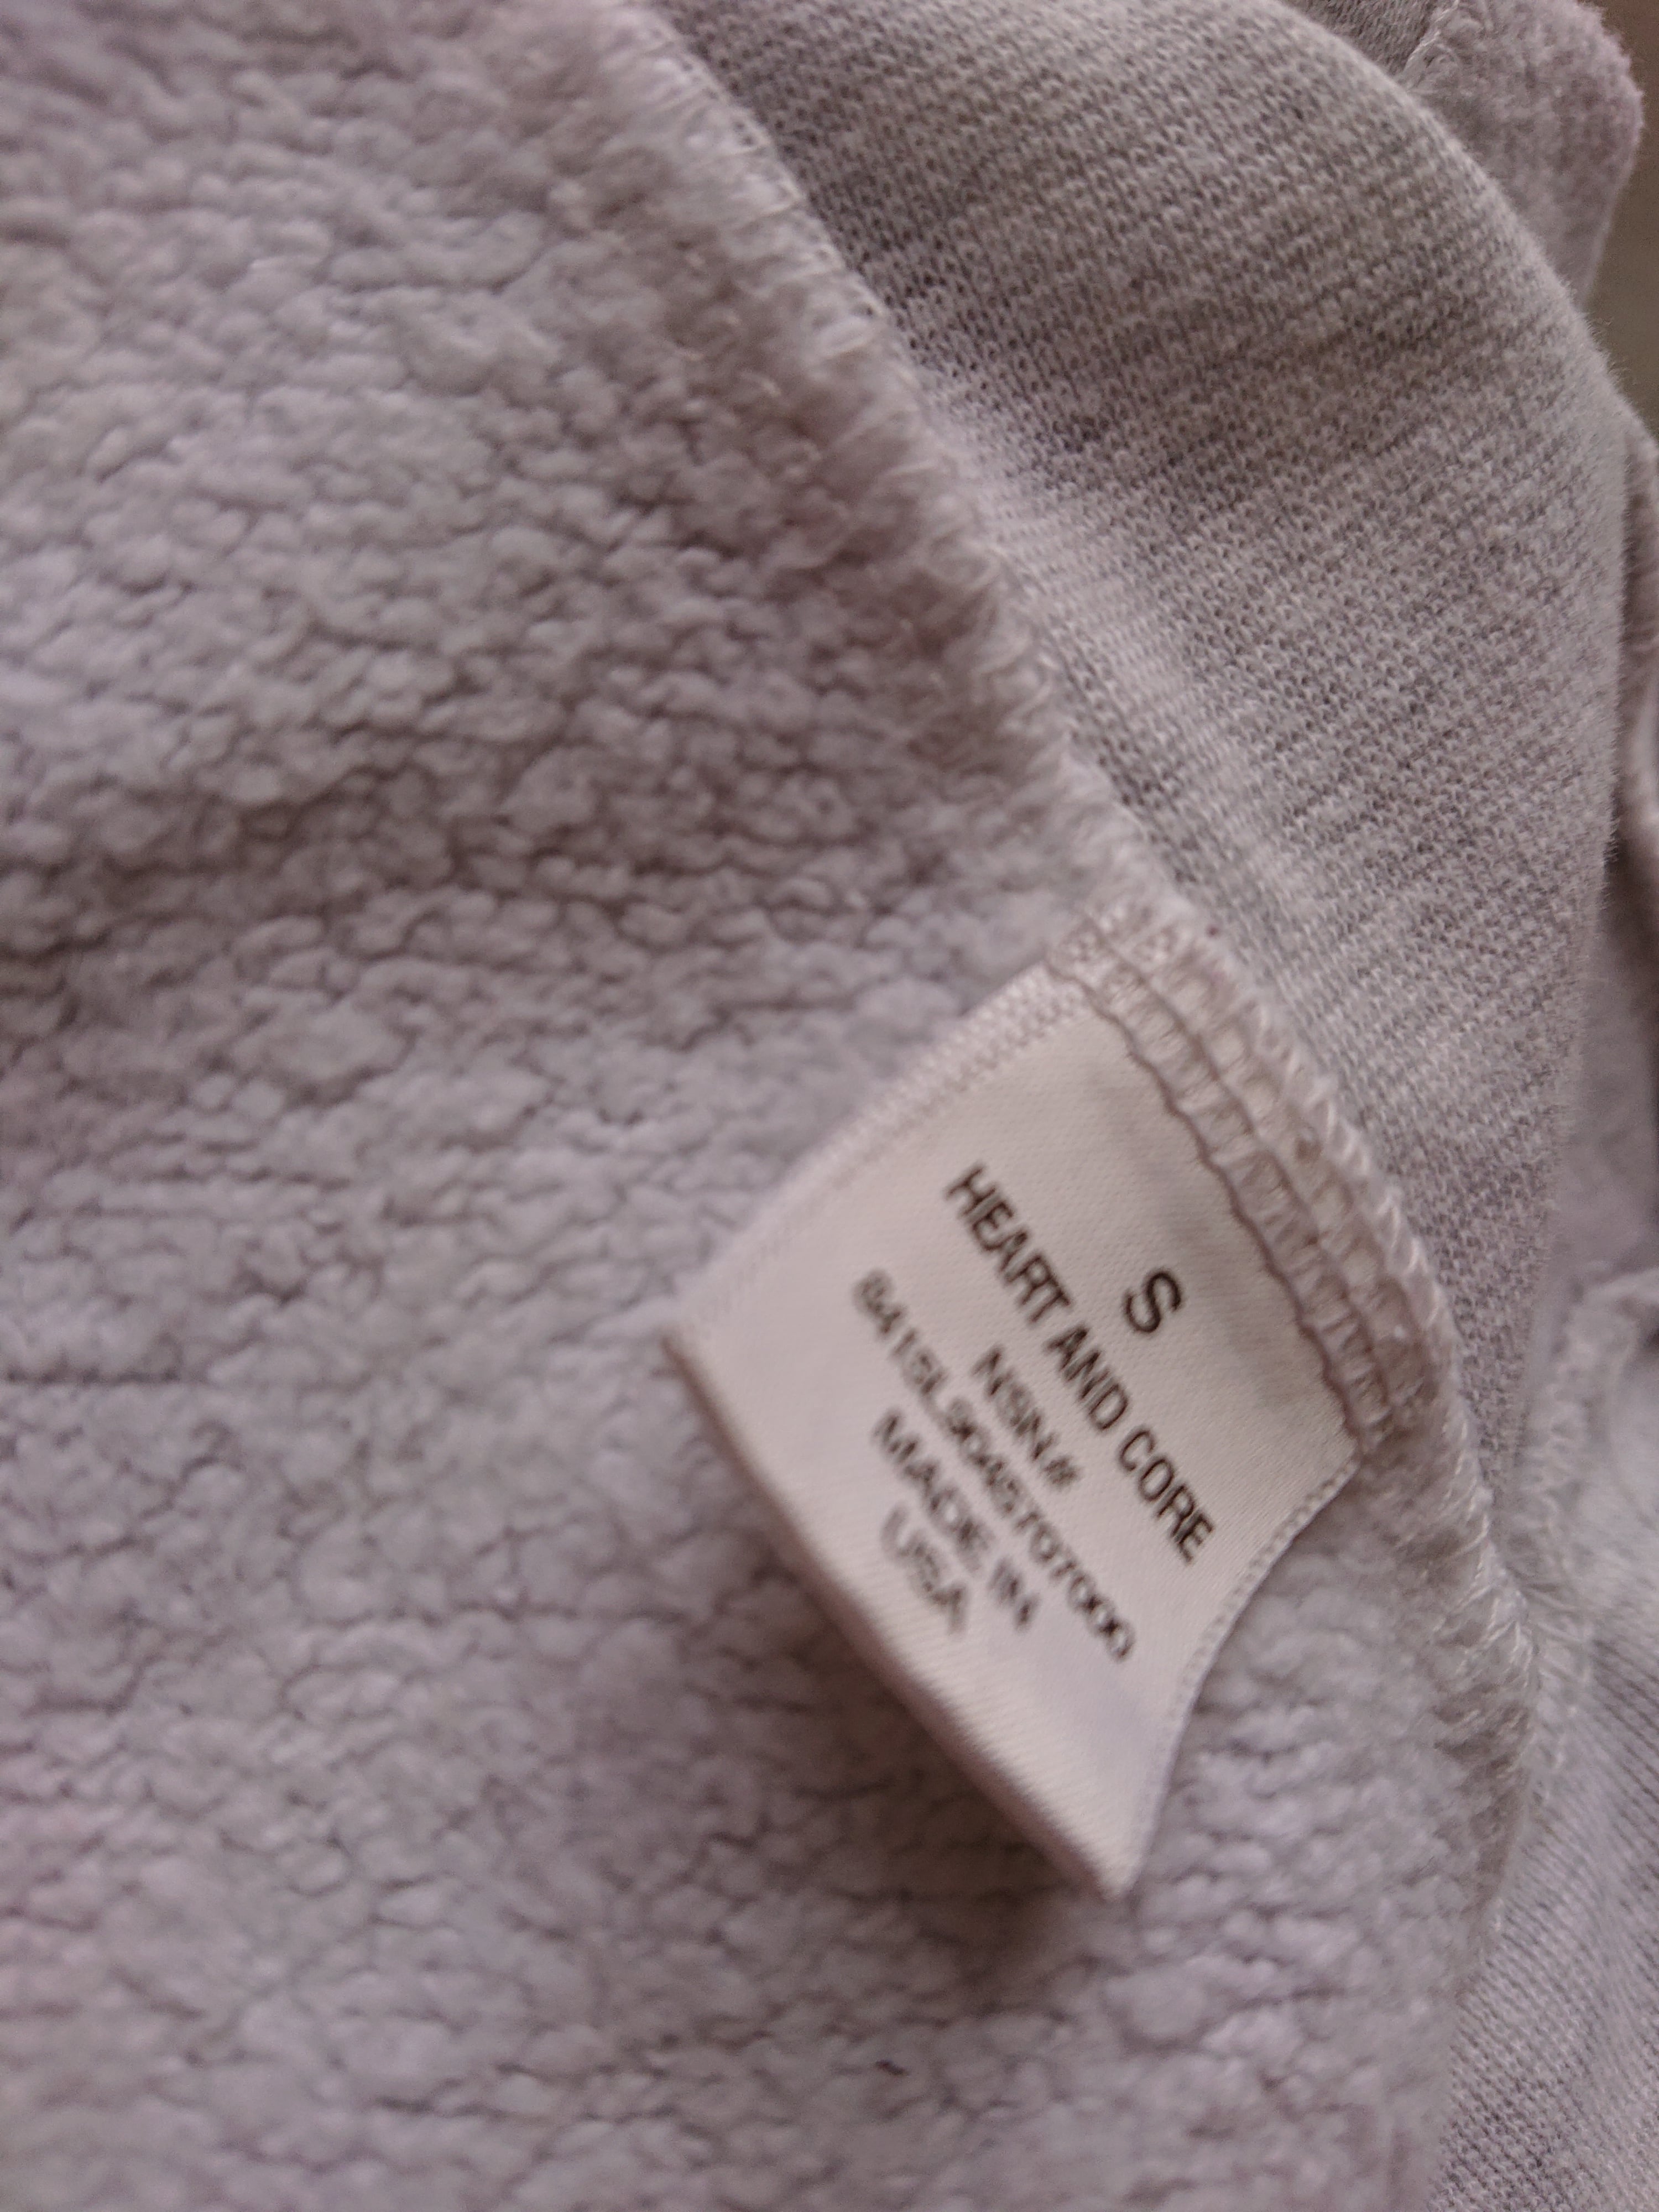 S
HEART AND CORE
NSN#
MADE IN
USA